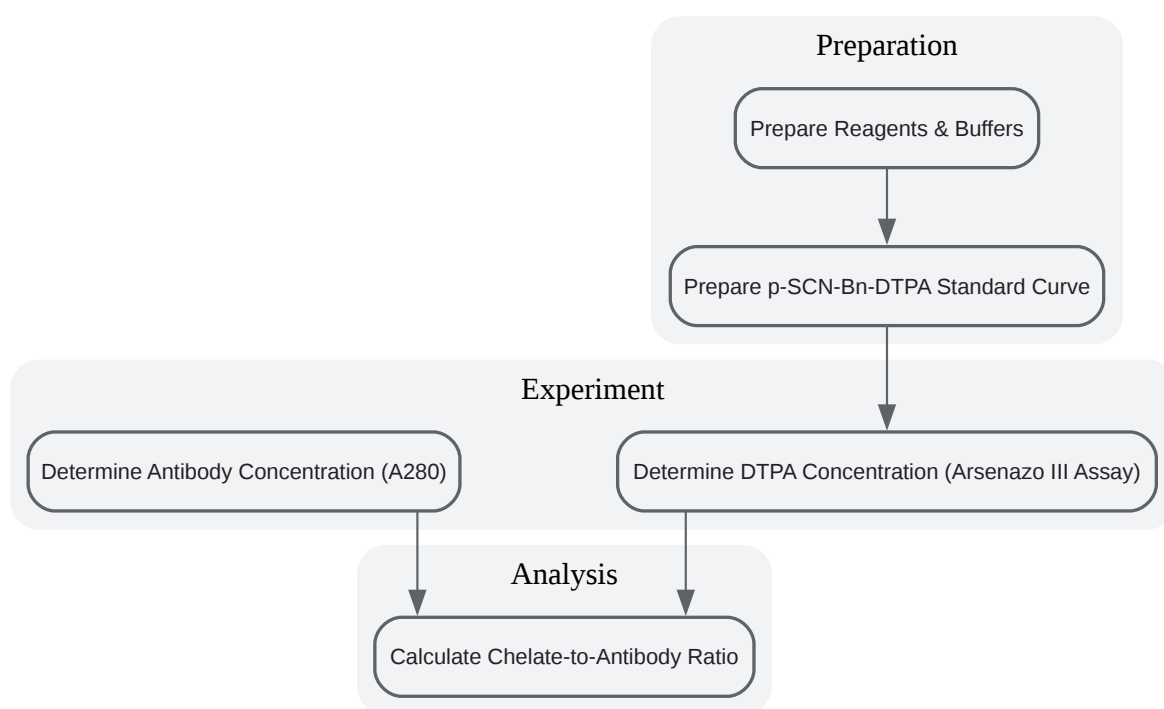 Preparation
Prepare Reagents & Buffers
Prepare p-SCN-Bn-DTPA Standard Curve
Experiment
Determine Antibody Concentration (A280)
Determine DTPA Concentration (Arsenazo III Assay)
Analysis
Calculate Chelate-to-Antibody Ratio